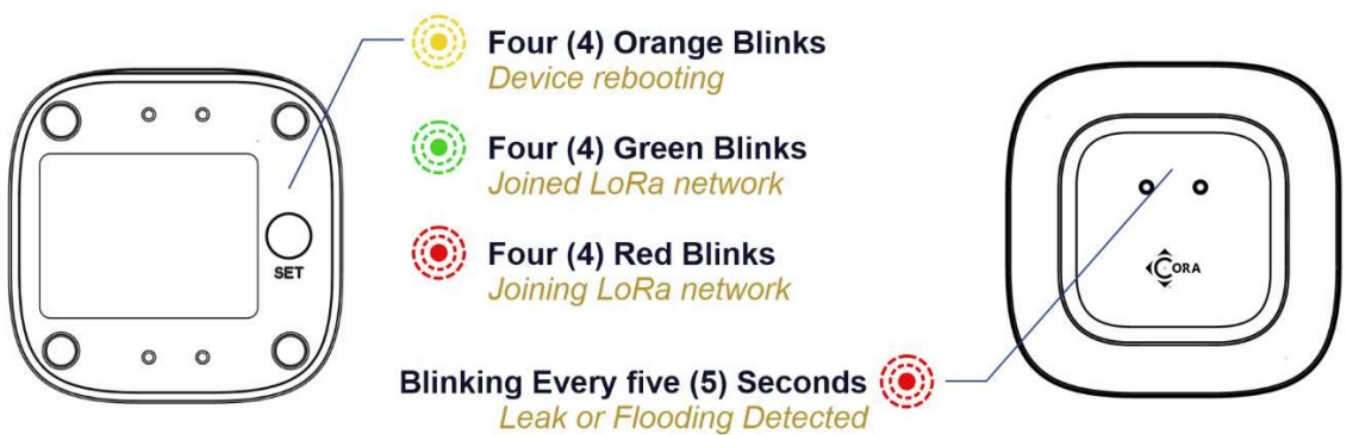 Four (4) Orange Blinks
Device rebooting
Four (4) Green Blinks
Joined LoRa network
Four (4) Red Blinks
Joining LoRa network
SET
CORA
Blinking Every five (5) Seconds
Leak or Flooding Detected